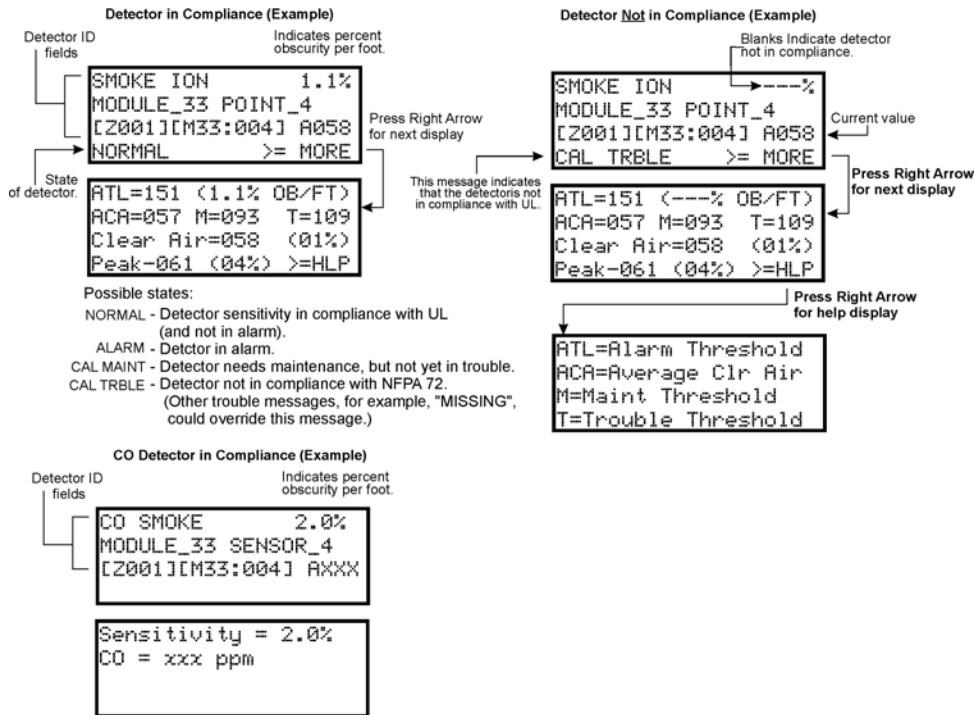 Detector in Compliance (Example)
Detector ID
fields
Indicates percent
obscurity per foot.
SMOKE ION 1.1%
MODULE_33 POINT_4
[Z001][M33:004] A058
NORMAL >= MORE
State
of detector.
Press Right Arrow
for next display
ATL=151 (1.1% OB/FT)
ACA=057 M=093 T=109
Clear Air=058 (01%)
Peak-061 (04%) >=HLP
Possible states:
NORMAL - Detector sensitivity in compliance with UL
(and not in alarm).
ALARM - Detctor in alarm.
CAL MAINT - Detector needs maintenance, but not yet in trouble.
CAL TRBLE - Detector not in compliance with NFPA 72.
(Other trouble messages, for example, "MISSING",
could override this message.)
Detector Not in Compliance (Example)
Blanks Indicate detector
not in compliance.
SMOKE ION ---%
MODULE_33 POINT_4
[Z001][M33:004] A058
CAL TRBLE >= MORE
Current value
This message indicates
that the detectoris not
in compliance with UL.
Press Right Arrow
for next display
ATL=151 (---% OB/FT)
ACA=057 M=093 T=109
Clear Air=058 (01%)
Peak-061 (04%) >=HLP
Press Right Arrow
for help display
ATL=Alarm Threshold
ACA=Average Clr Air
M=Maint Threshold
T=Trouble Threshold
CO Detector in Compliance (Example)
Detector ID
fields
Indicates percent
obscurity per foot.
CO SMOKE 2.0%
MODULE_33 SENSOR_4
[Z001][M33:004] AXXX
Sensitivity = 2.0%
CO = xxx ppm